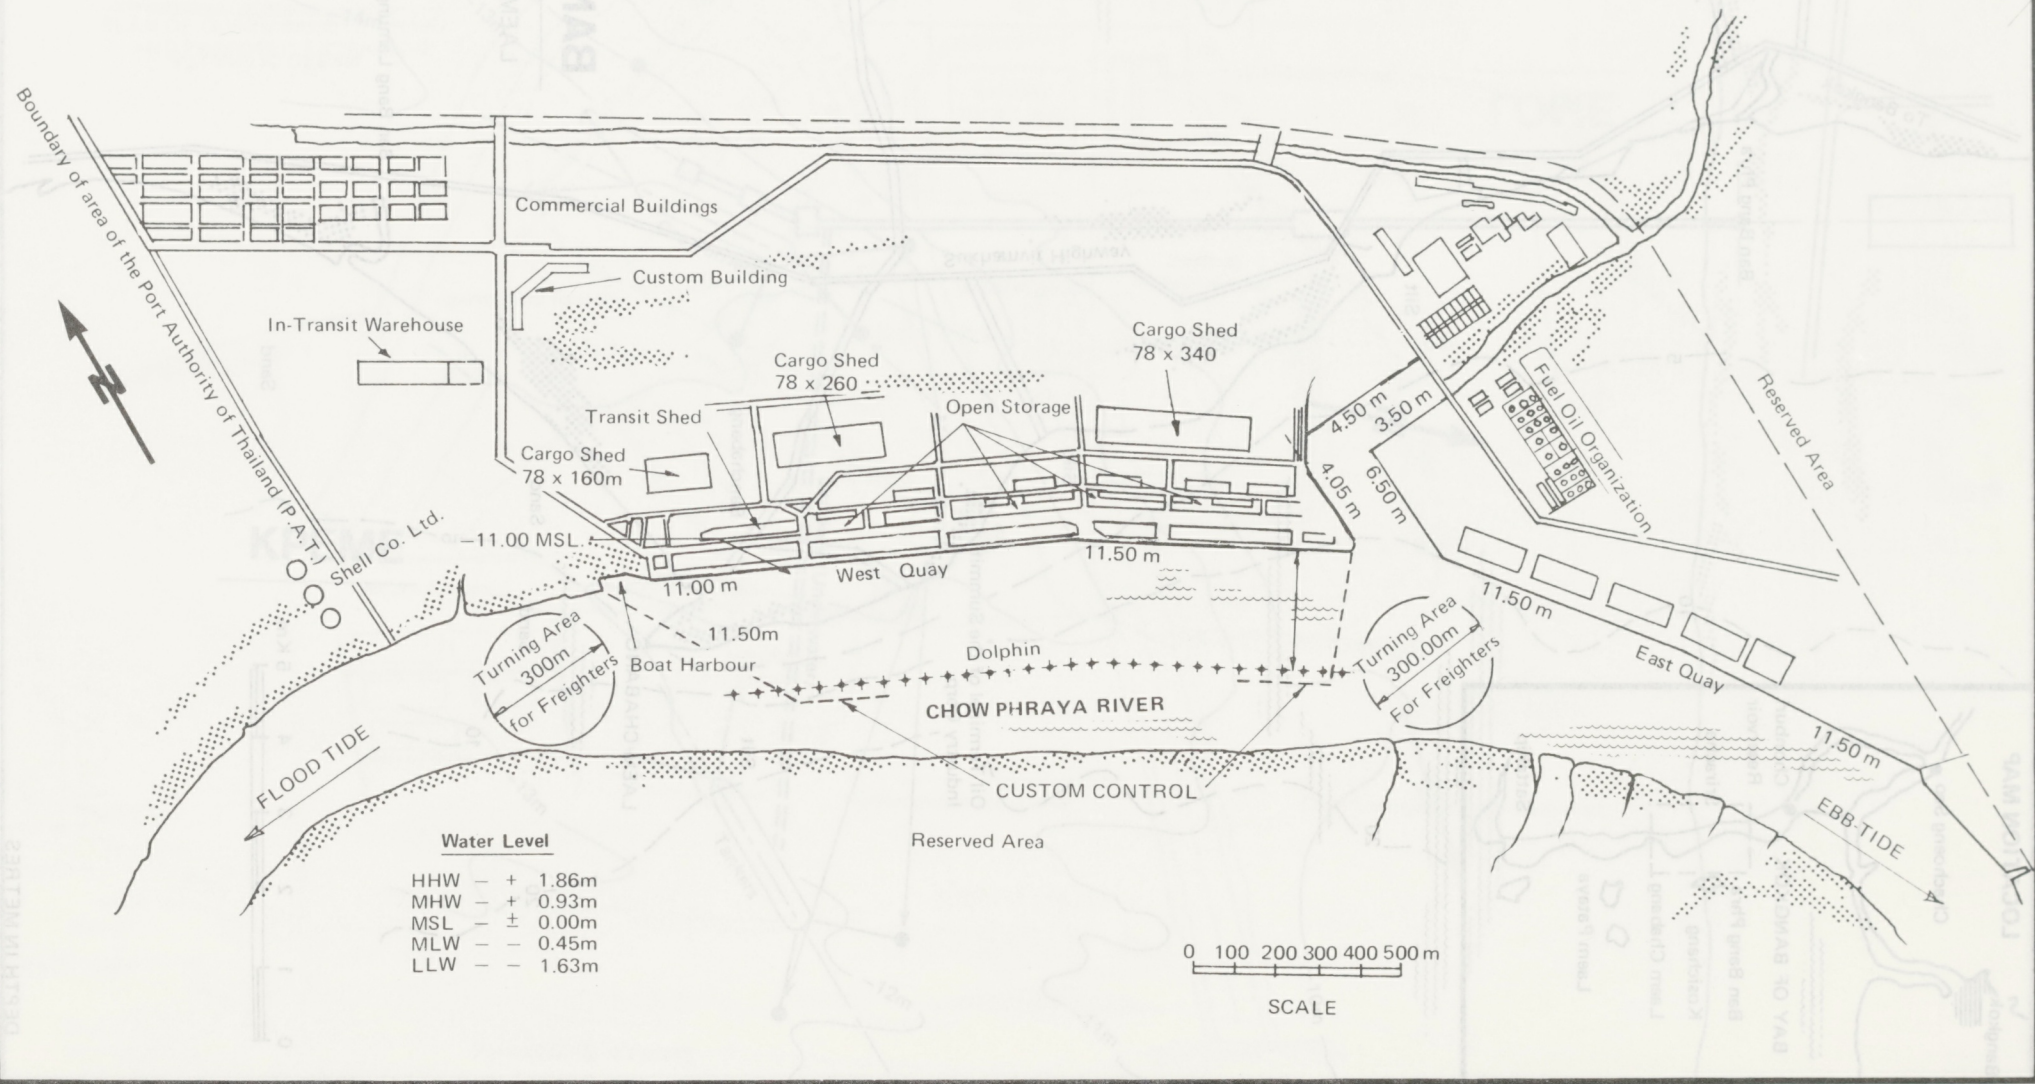 Boundary of area of the Port Authority of Thailand (P.A.T.)
Commercial Buildings
Custom Building
In-Transit Warehouse
Cargo Shed
78 x 340
Cargo Shed
78 x 260
Transit Shed
Open Storage
Cargo Shed
78 x 160m
4.50 m
3.50 m
Fuel Oil Organization
Reserved Area
4.05 m
6.50 m
Shell Co. Ltd.
-11.00 MSL.
11.00 m
West Quay
11.50 m
11.50 m
11.50m
Turning Area
300m
for Freighters
Boat Harbour
Dolphin
Turning Area
300.00m
For Freighters
East Quay
CHOW PHRAYA RIVER
11.50 m
FLOOD TIDE
CUSTOM CONTROL
EBB-TIDE
Reserved Area
Water Level
HHW – + 1.86m
MHW – + 0.93m
MSL – ± 0.00m
MLW – – 0.45m
LLW – – 1.63m
0 100 200 300 400 500 m
SCALE